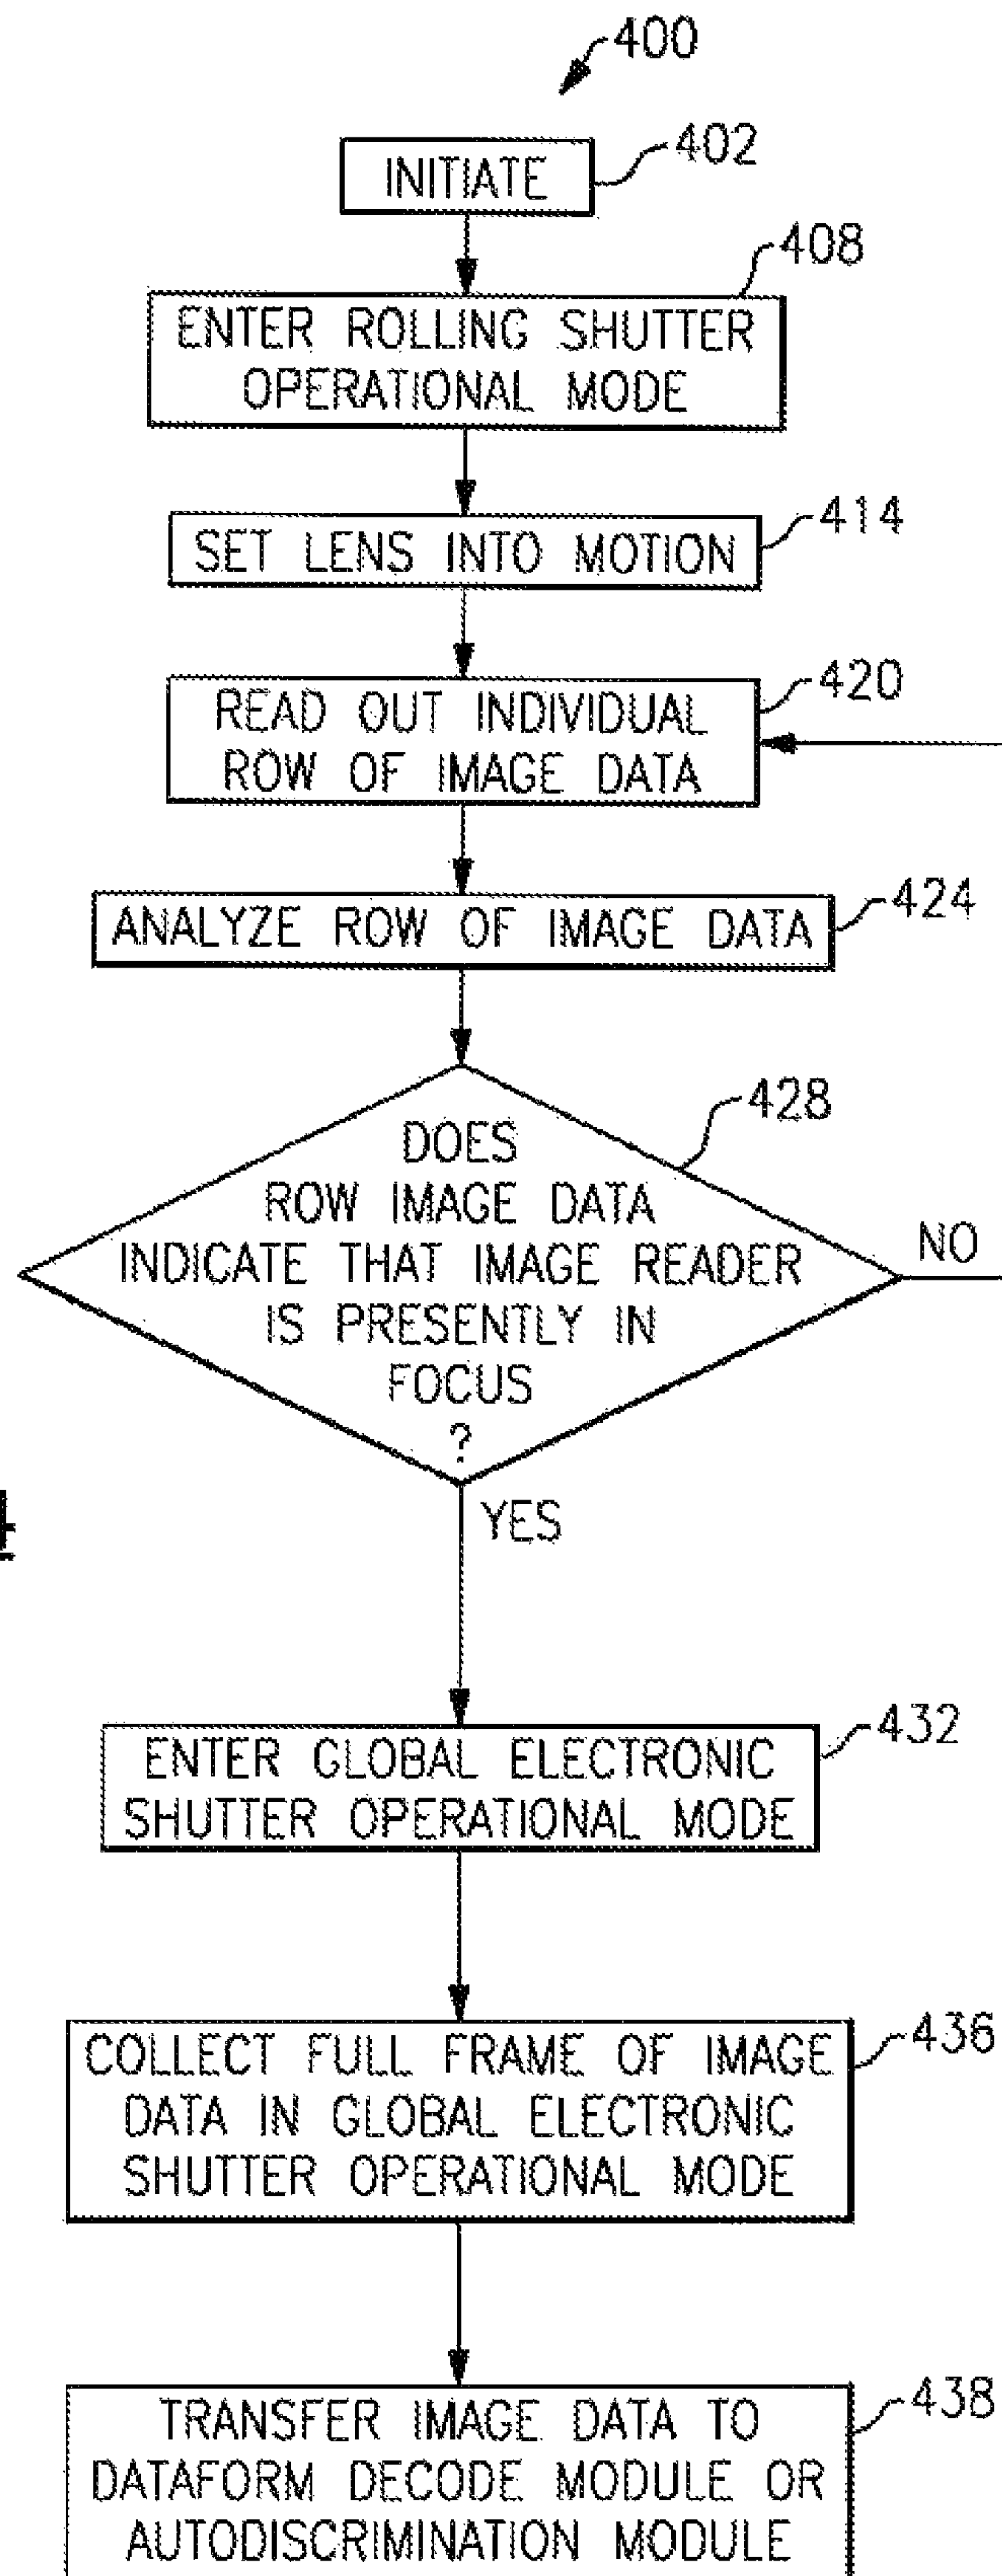 400
INITIATE
402
408
ENTER ROLLING SHUTTER
OPERATIONAL MODE
414
SET LENS INTO MOTION
420
READ OUT INDIVIDUAL
ROW OF IMAGE DATA
424
ANALYZE ROW OF IMAGE DATA
428
DOES
ROW IMAGE DATA
INDICATE THAT IMAGE READER
IS PRESENTLY IN
FOCUS
?
NO
YES
432
ENTER GLOBAL ELECTRONIC
SHUTTER OPERATIONAL MODE
436
COLLECT FULL FRAME OF IMAGE
DATA IN GLOBAL ELECTRONIC
SHUTTER OPERATIONAL MODE
438
TRANSFER IMAGE DATA TO
DATAFORM DECODE MODULE OR
AUTODISCRIMINATION MODULE